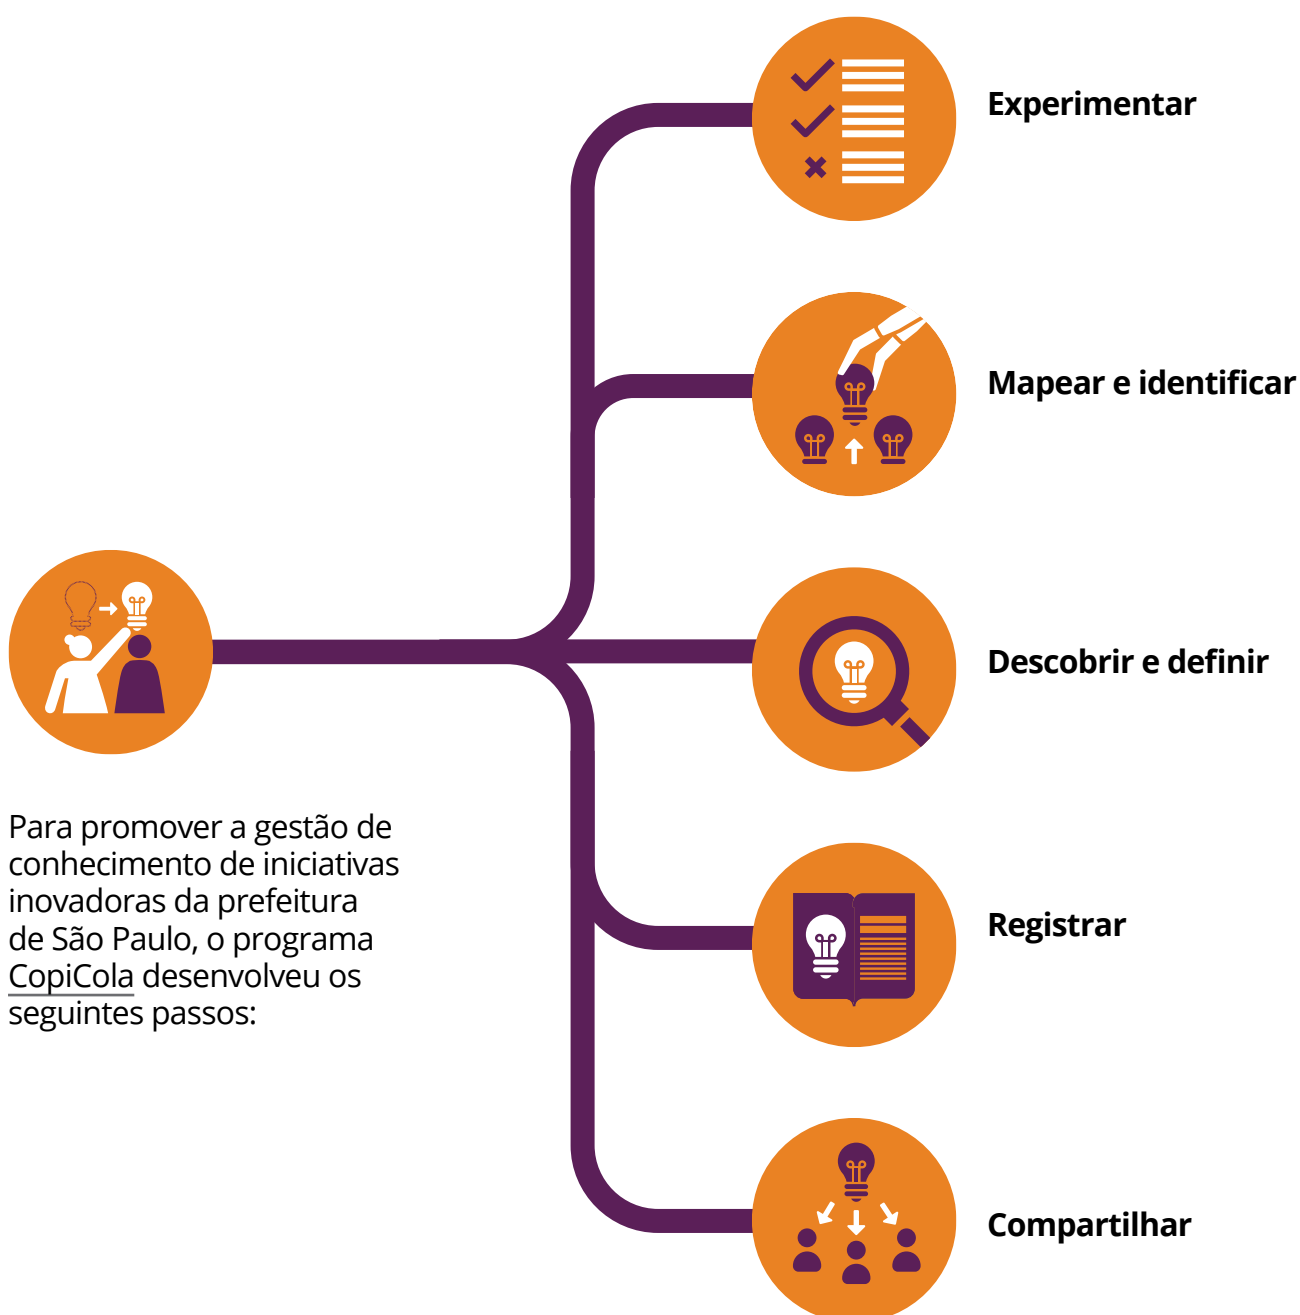 Experimentar
Mapear e identificar
Descobrir e definir
Para promover a gestão de
conhecimento de iniciativas
inovadoras da prefeitura
de São Paulo, o programa
CopiCola desenvolveu os
seguintes passos:
Registrar
Compartilhar